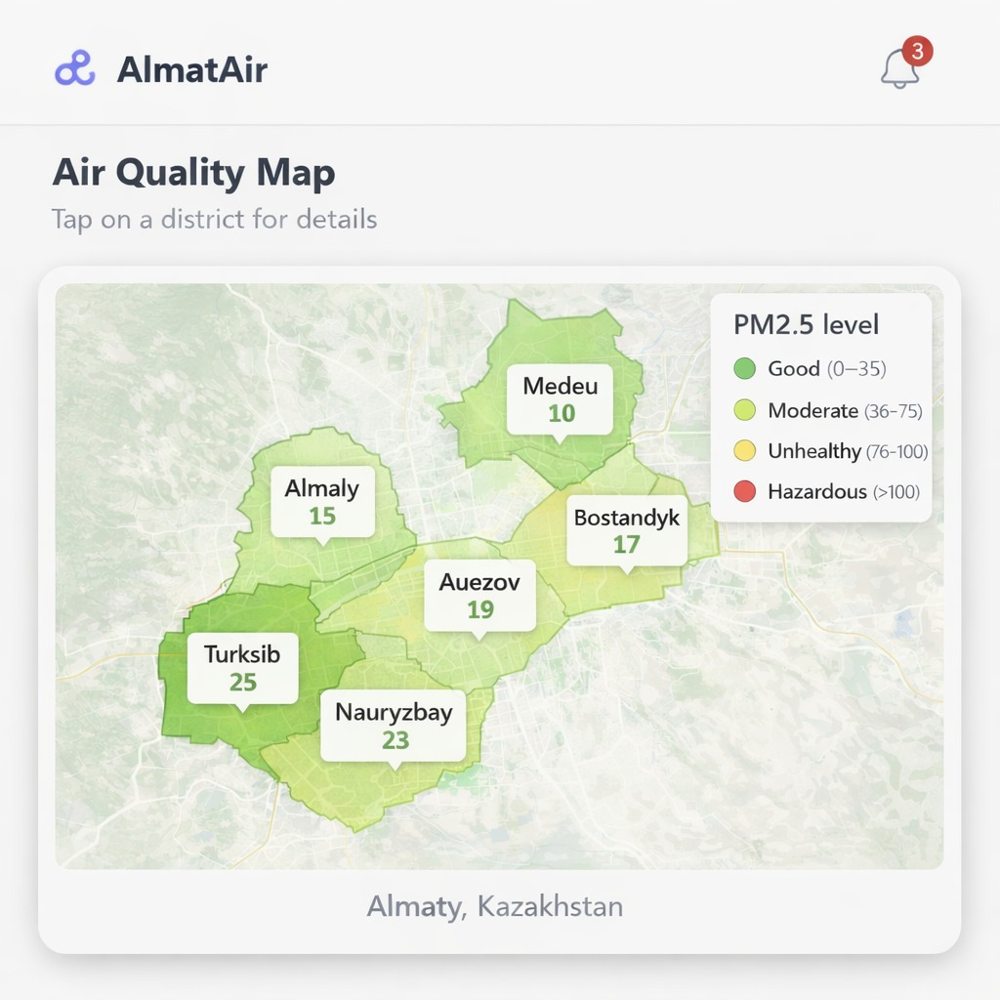 AlmatAir
3
Air Quality Map
Tap on a district for details
PM2.5 level
Good (0–35)
Moderate (36-75)
Unhealthy (76-100)
Hazardous (>100)
Medeu
10
Almaly
15
Bostandyk
17
Auezov
19
Turksib
25
Nauryzbay
23
Almaty, Kazakhstan